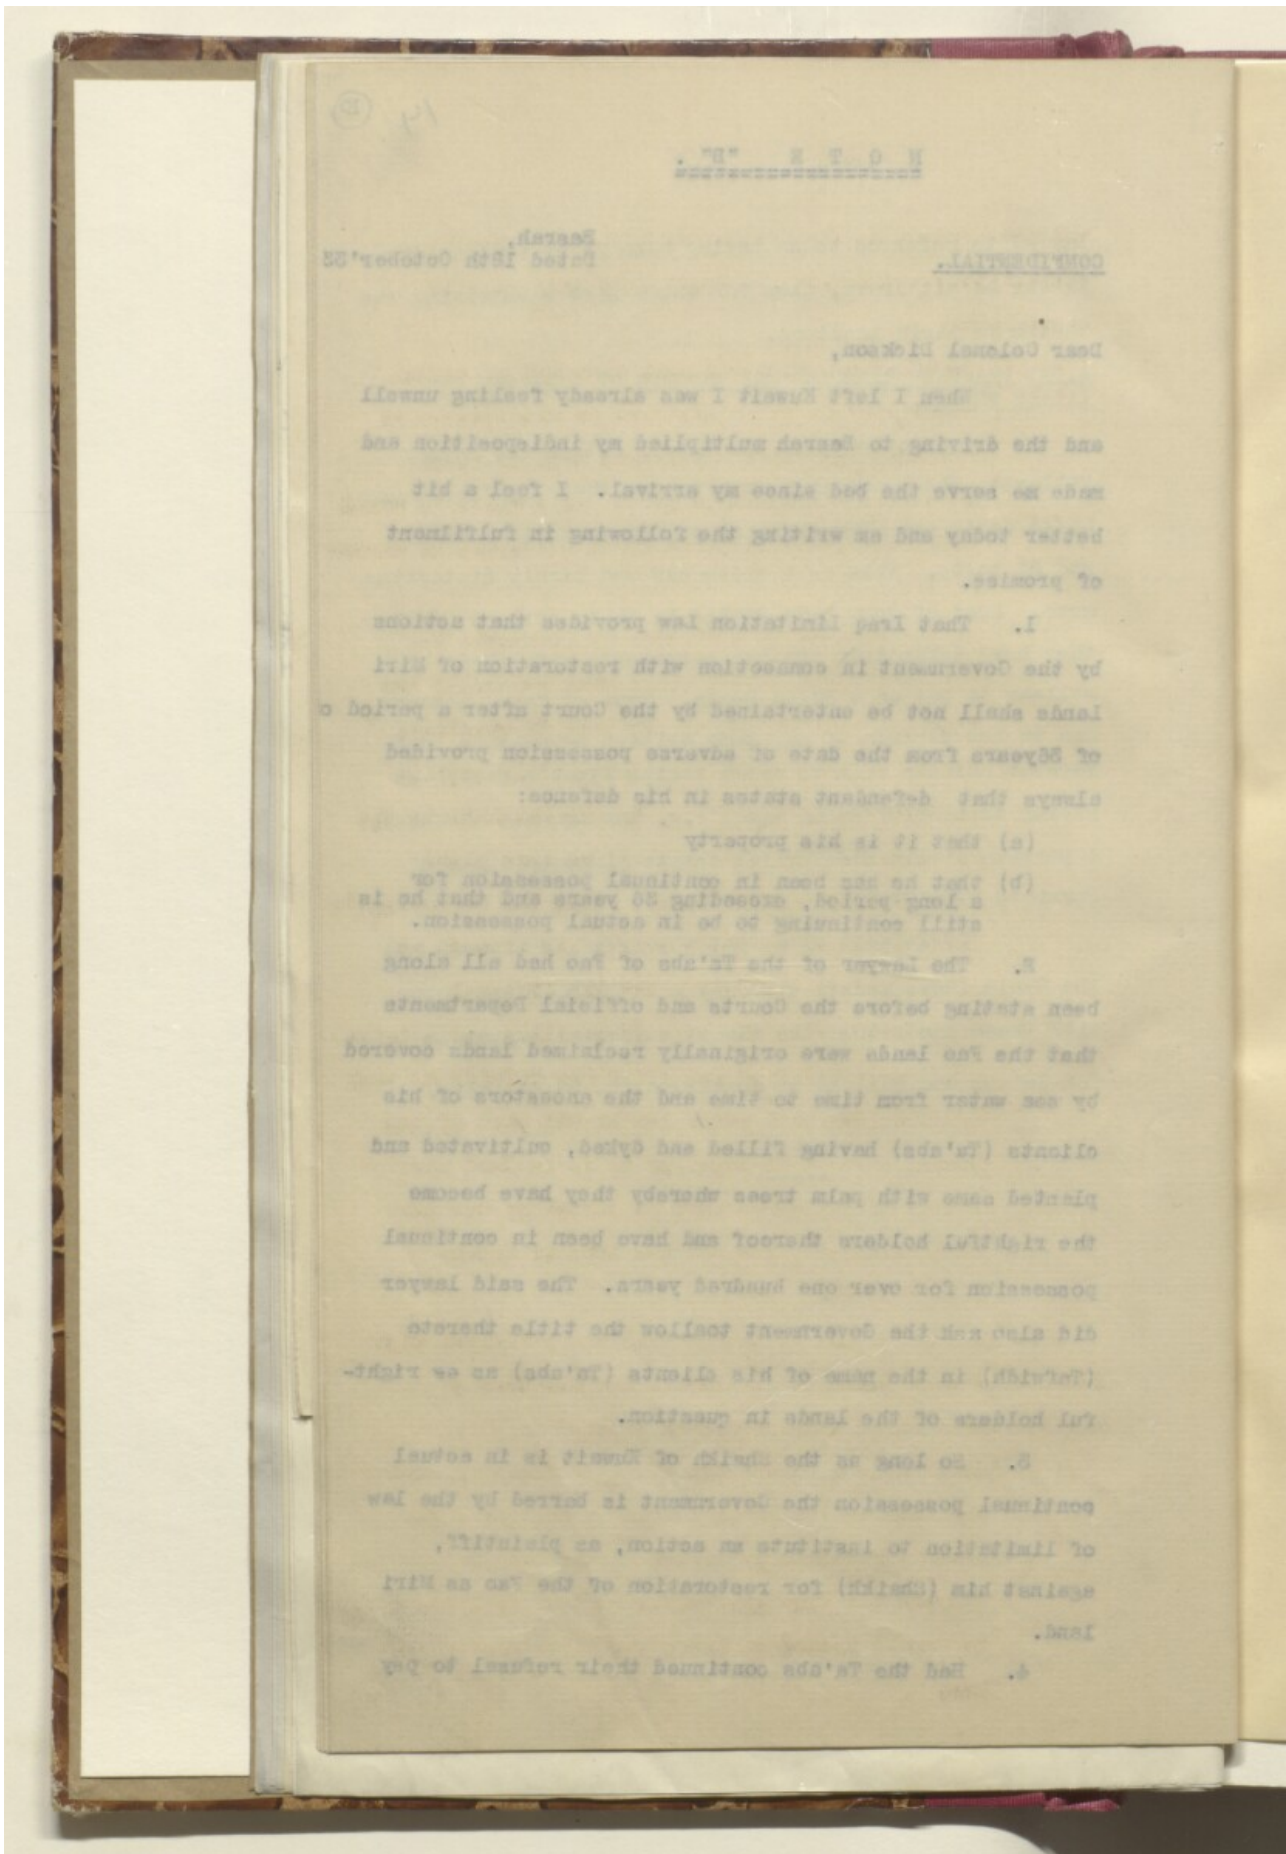 N O T E "B".
CONFIDENTIAL.
Basrah,
Dated 18th October'33
Dear Colonel Dickson,
When I left Kuwait I was already feeling unwell
and the driving to Basrah multiplied my indisposition and
made me serve the bed since my arrival. I feel a bit
better today and am writing the following in fulfilment
of promise.
1. That Iraq limitation law provides that actions
by the Government in connection with restoration of Miri
lands shall not be entertained by the Court after a period o
of 36years from the date of adverse possession provided
always that defendant states in his defence:
(a) that it is his property
(b) that he has been in continual possession for
a long period, exceeding 36 years and that he is
still continuing to be in actual possession.
2. The Lawyer of the Ta'abs of Fao had all along
been stating before the Courts and official Departments
that the Fao lands were originally reclaimed lands covered
by sea water from time to time and the ancestors of his
clients (Ta'abs) having filled and dyked, cultivated and
planted same with palm trees whereby they have become
the rightful holders thereof and have been in continual
possession for over one hundred years. The said lawyer
did also ask the Government toallow the title thereto
(Tafwidh) in the name of his clients (Ta'abs) as right-
ful holders of the lands in question.
3. So long as the Shaikh of Kuwait is in actual
continual possession the Government is barred by the law
of limitation to institute an action, as plaintiff,
against him (Shaikh) for restoration of the Fao as Miri
land.
4. Had the Ta'abs continued their refusal to pay